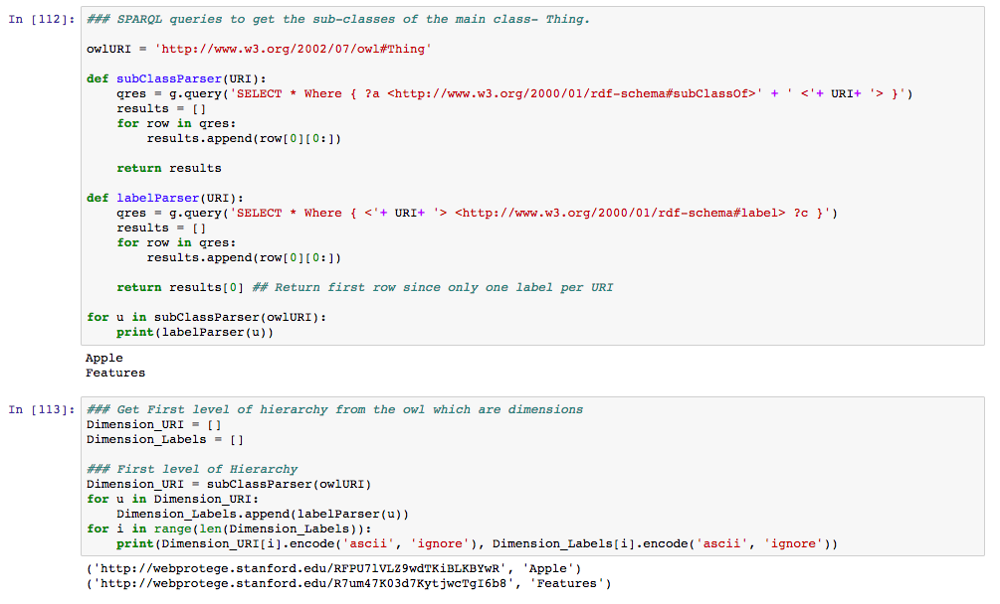 In [112]: ### SPARQL queries to get the sub-classes of the main class- Thing.
owlURI = 'http://www.w3.org/2002/07/owl#Thing'
def subClassParser(URI):
qres = g.query('SELECT * Where { ?a <http://www.w3.org/2000/01/rdf-schema#subClassOf>' + ' <'+ URI+ '> }')
results = []
for row in qres:
results.append(row[0][0:])
return results
def labelParser(URI):
qres = g.query('SELECT * Where { <'+ URI+ '> <http://www.w3.org/2000/01/rdf-schema#label> ?c }')
results = []
for row in qres:
results.append(row[0][0:])
return results[0] ## Return first row since only one label per URI
for u in subClassParser(owlURI):
print(labelParser(u))
Apple
Features
In [113]: ### Get First level of hierarchy from the owl which are dimensions
Dimension_URI = []
Dimension_Labels = []
### First level of Hierarchy
Dimension_URI = subClassParser(owlURI)
for u in Dimension_URI:
Dimension_Labels.append(labelParser(u))
for i in range(len(Dimension_Labels)):
print(Dimension_URI[i].encode('ascii', 'ignore'), Dimension_Labels[i].encode('ascii', 'ignore'))
('http://webprotege.stanford.edu/RFPU7lVLZ9wdTKiBLKBYwR', 'Apple')
('http://webprotege.stanford.edu/R7um47K03d7KytjwcTgI6b8', 'Features')